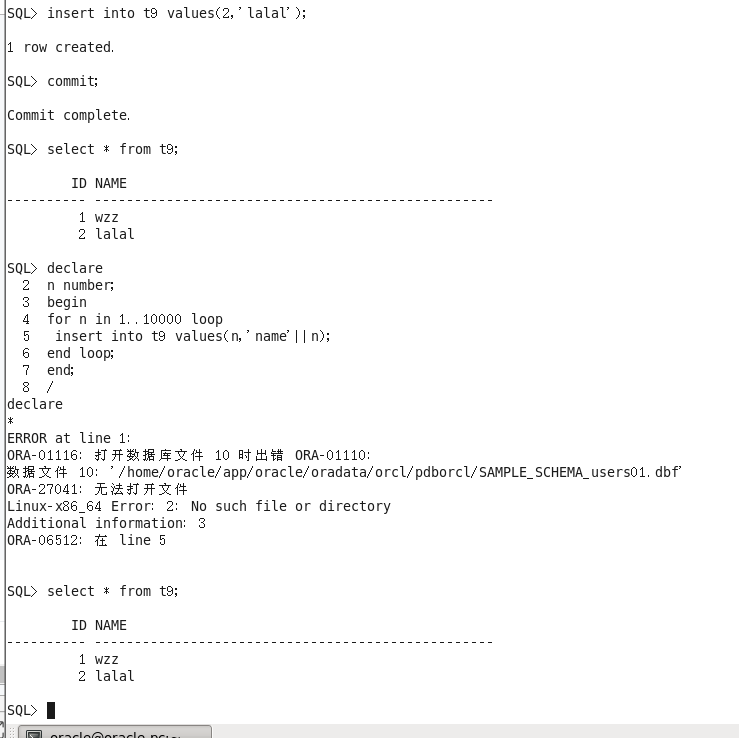 SQL> insert into t9 values(2,'lalal');
1 row created.
SQL> commit;
Commit complete.
SQL> select * from t9;
ID NAME
---------- --------------------------------------------------
1 wzz
2 lalal
SQL> declare
2 n number;
3 begin
4 for n in 1..10000 loop
5 insert into t9 values(n,'name'||n);
6 end loop;
7 end;
8 /
declare
*
ERROR at line 1:
ORA-01116: 打开数据库文件 10 时出错 ORA-01110:
数据文件 10: '/home/oracle/app/oracle/oradata/orcl/pdborcl/SAMPLE_SCHEMA_users01.dbf'
ORA-27041: 无法打开文件
Linux-x86_64 Error: 2: No such file or directory
Additional information: 3
ORA-06512: 在 line 5
SQL> select * from t9;
ID NAME
---------- --------------------------------------------------
1 wzz
2 lalal
SQL>